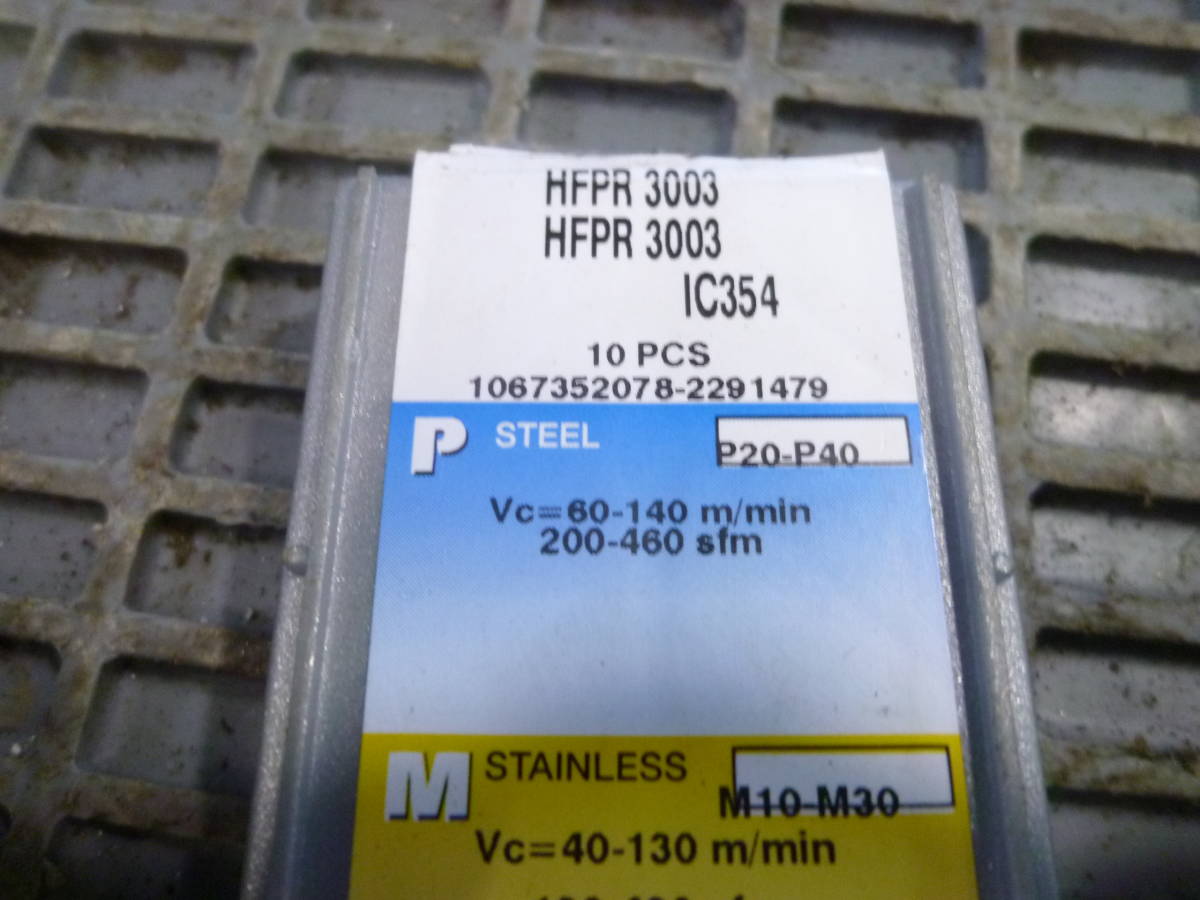 HFPR 3003
HFPR 3003
IC354
10 PCS
1067352078-2291479
P STEEL P20-P40
Vc=60-140 m/min
200-460 sfm
M STAINLESS M10-M30
Vc=40-130 m/min